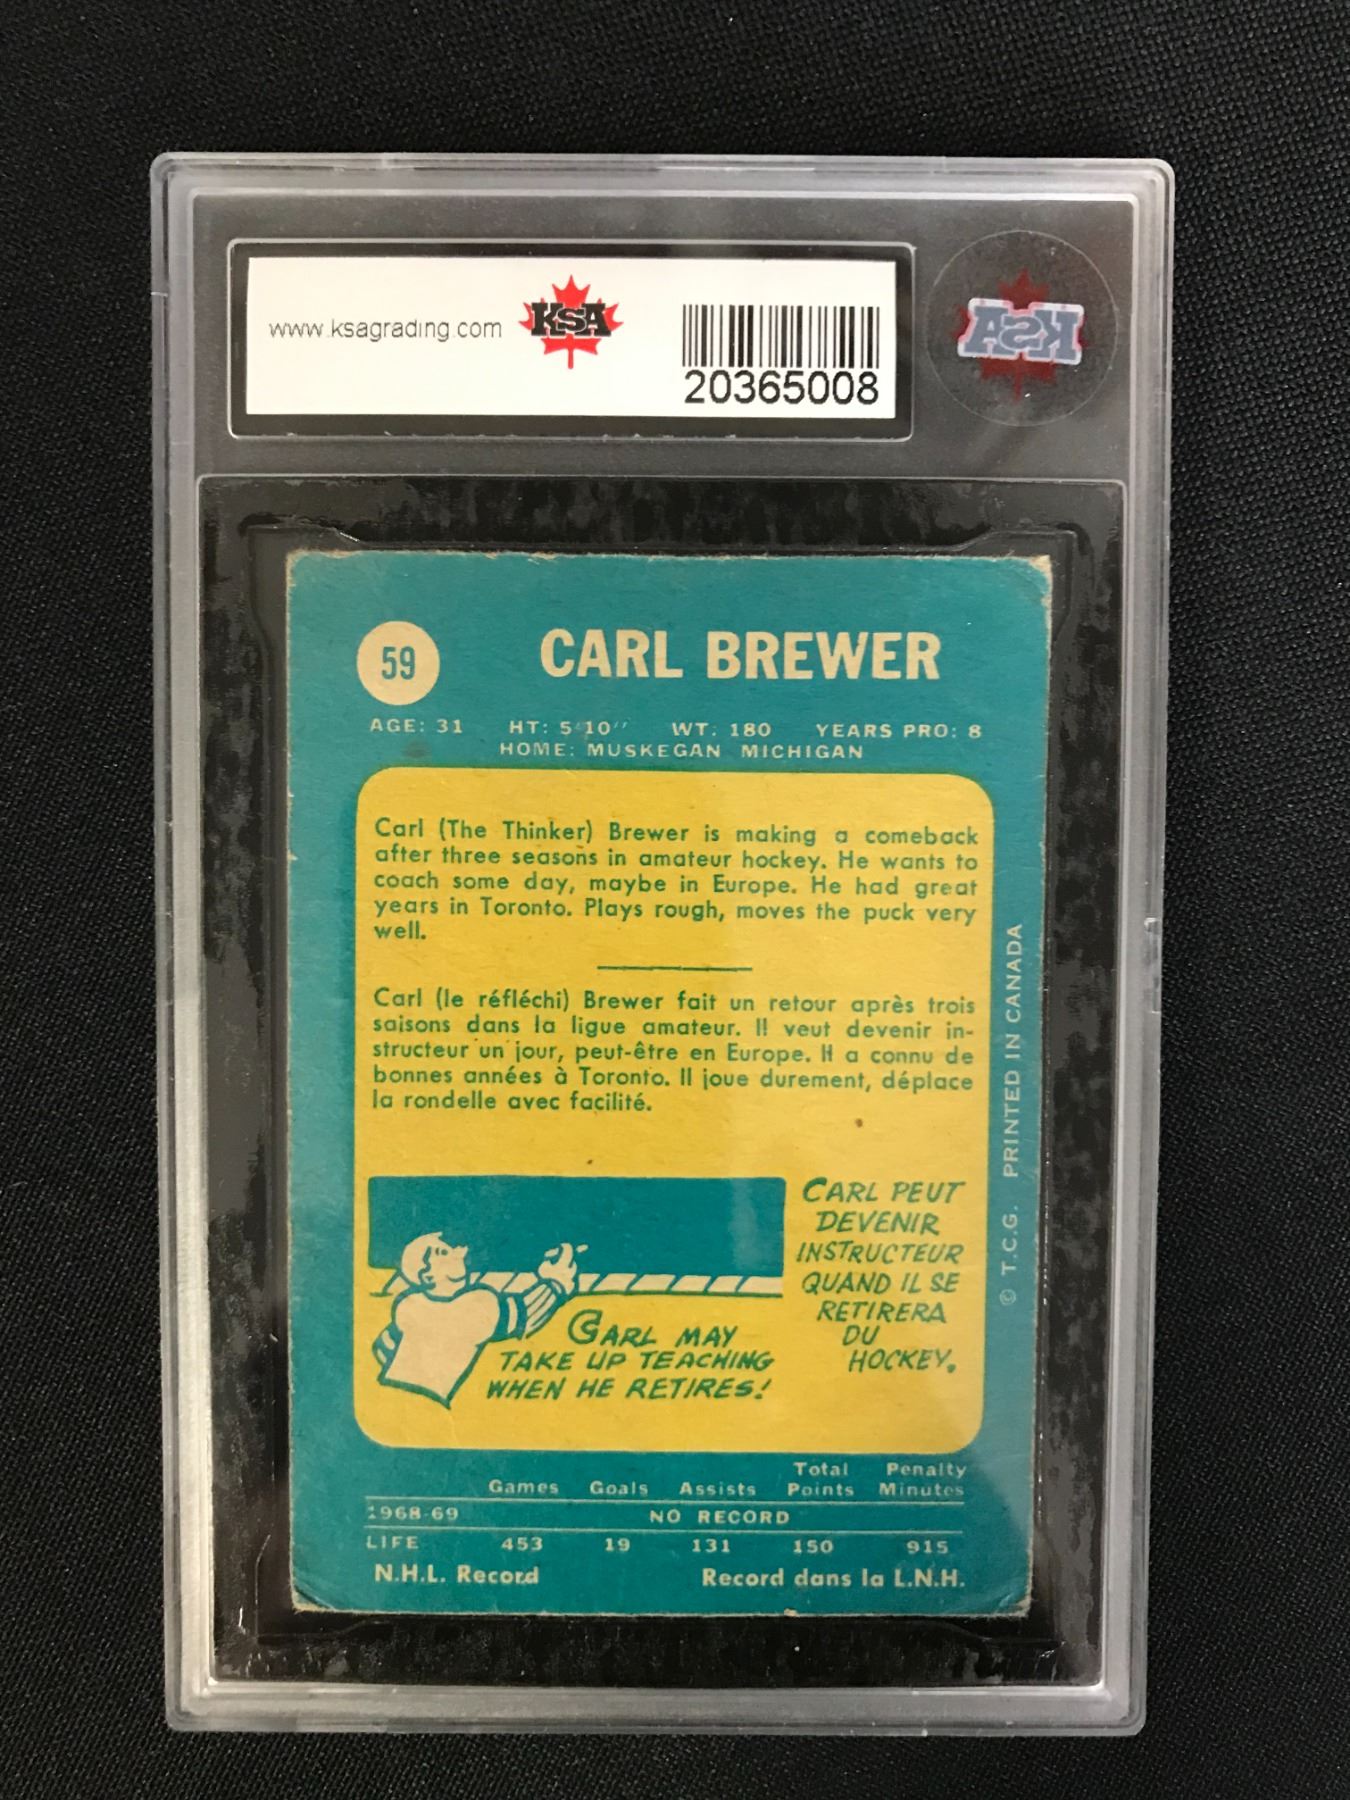 www.ksagrading.com
KSA
20365008
KSA
59
CARL BREWER
AGE: 31 HT: 5'10" WT: 180 YEARS PRO: 8
HOME: MUSKEGAN MICHIGAN
Carl (The Thinker) Brewer is making a comeback
after three seasons in amateur hockey. He wants to
coach some day, maybe in Europe. He had great
years in Toronto. Plays rough, moves the puck very
well.
Carl (le réfléchi) Brewer fait un retour après trois
saisons dans la ligue amateur. Il veut devenir in-
structeur un jour, peut-être en Europe. Il a connu de
bonnes années à Toronto. Il joue durement, déplace
la rondelle avec facilité.
CARL MAY
TAKE UP TEACHING
WHEN HE RETIRES!
CARL PEUT
DEVENIR
INSTRUCTEUR
QUAND IL SE
RETIRERA
DU
HOCKEY.
© T.C.G. PRINTED IN CANADA
Games Goals Assists Total Points Penalty Minutes
1968-69 NO RECORD
LIFE 453 19 131 150 915
N.H.L. Record Record dans la L.N.H.